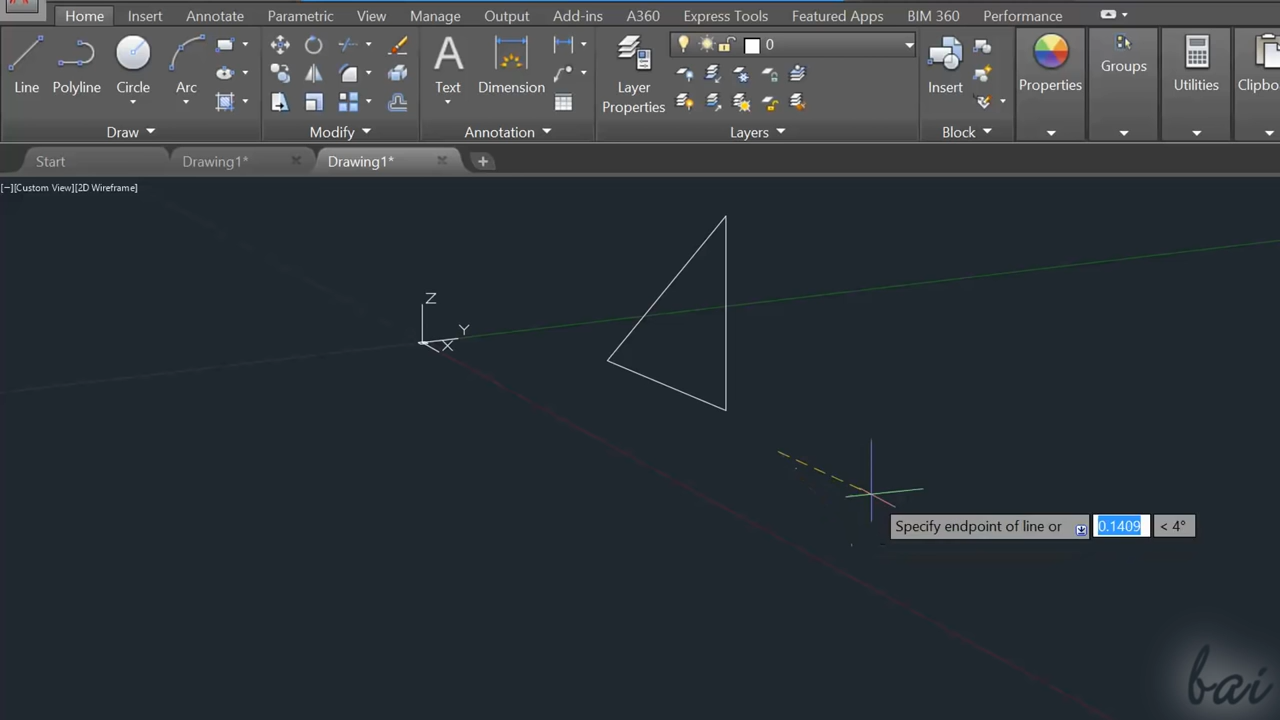 Home Insert Annotate Parametric View Manage Output Add-ins A360 Express Tools Featured Apps BIM 360 Performance
0
Line Polyline Circle Arc Text Dimension Layer Properties Insert Properties Groups Utilities
Draw Modify Annotation Layers Block
Start Drawing1* Drawing1*
[−][Custom View][2D Wireframe]
Z
Y
X
Specify endpoint of line or 0.1409 < 4°
bai